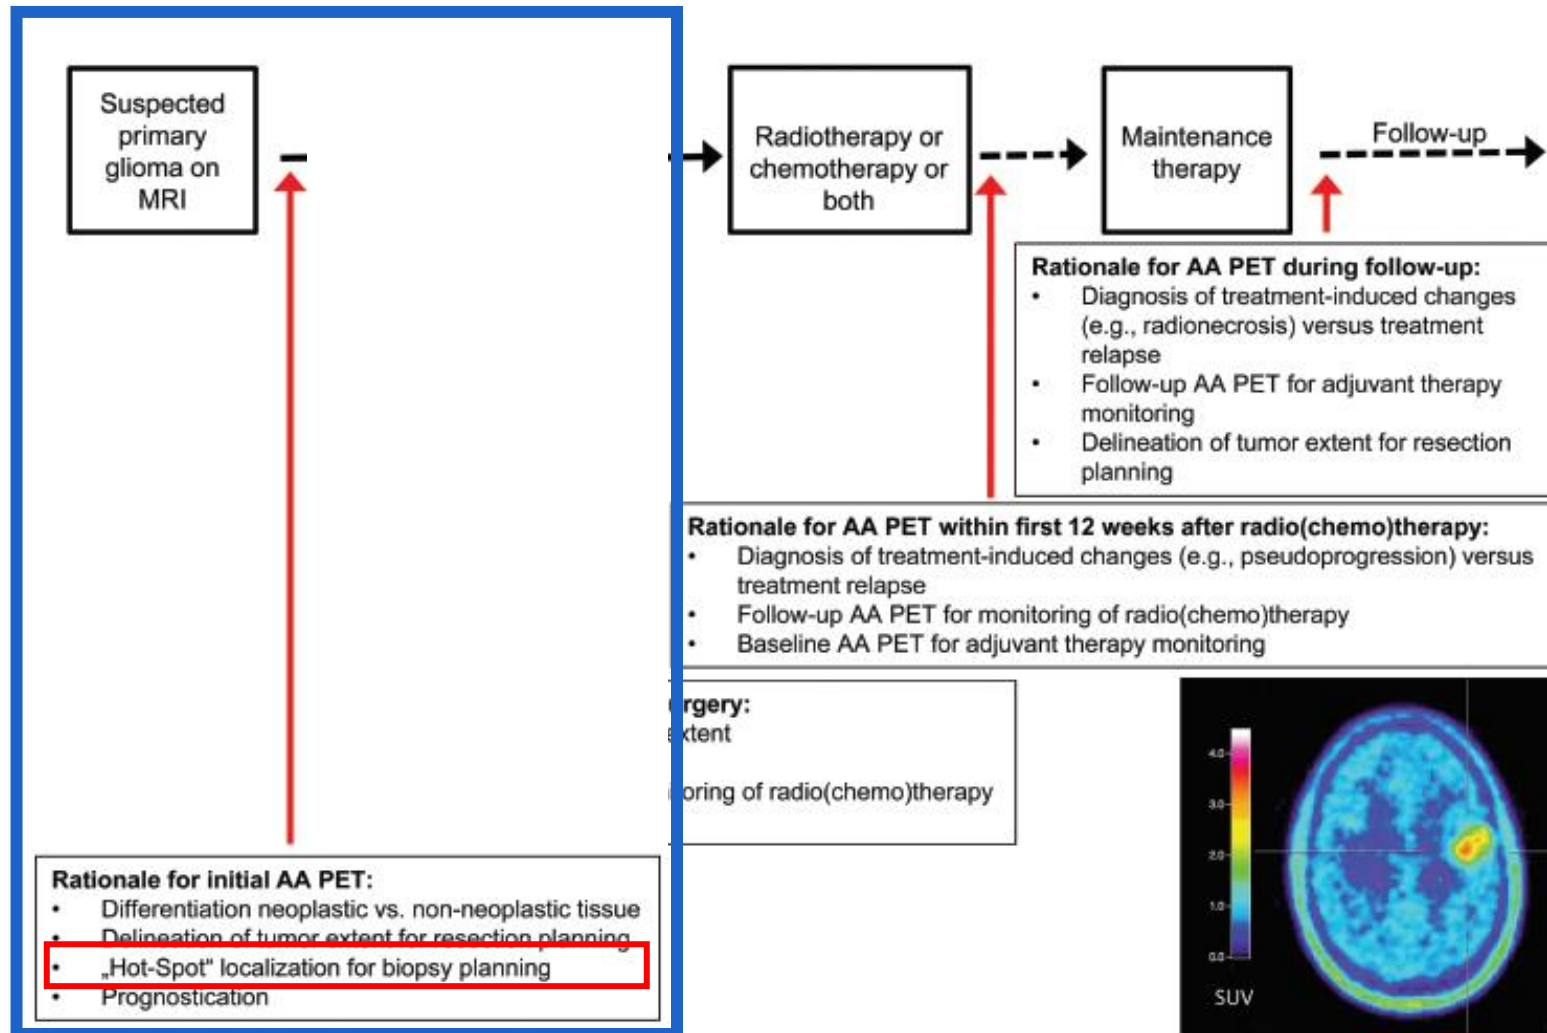 Suspected
primary
glioma on
MRI
Radiotherapy or
chemotherapy or
both
Maintenance
therapy
Follow-up
Rationale for AA PET during follow-up:
• Diagnosis of treatment-induced changes
(e.g., radionecrosis) versus treatment
relapse
• Follow-up AA PET for adjuvant therapy
monitoring
• Delineation of tumor extent for resection
planning
Rationale for AA PET within first 12 weeks after radio(chemo)therapy:
• Diagnosis of treatment-induced changes (e.g., pseudoprogression) versus
treatment relapse
• Follow-up AA PET for monitoring of radio(chemo)therapy
• Baseline AA PET for adjuvant therapy monitoring
rgery:
extent
oring of radio(chemo)therapy
Rationale for initial AA PET:
• Differentiation neoplastic vs. non-neoplastic tissue
• Delineation of tumor extent for resection planning
• „Hot-Spot" localization for biopsy planning
• Prognostication
4.0
3.0
2.0
1.0
0.0
SUV